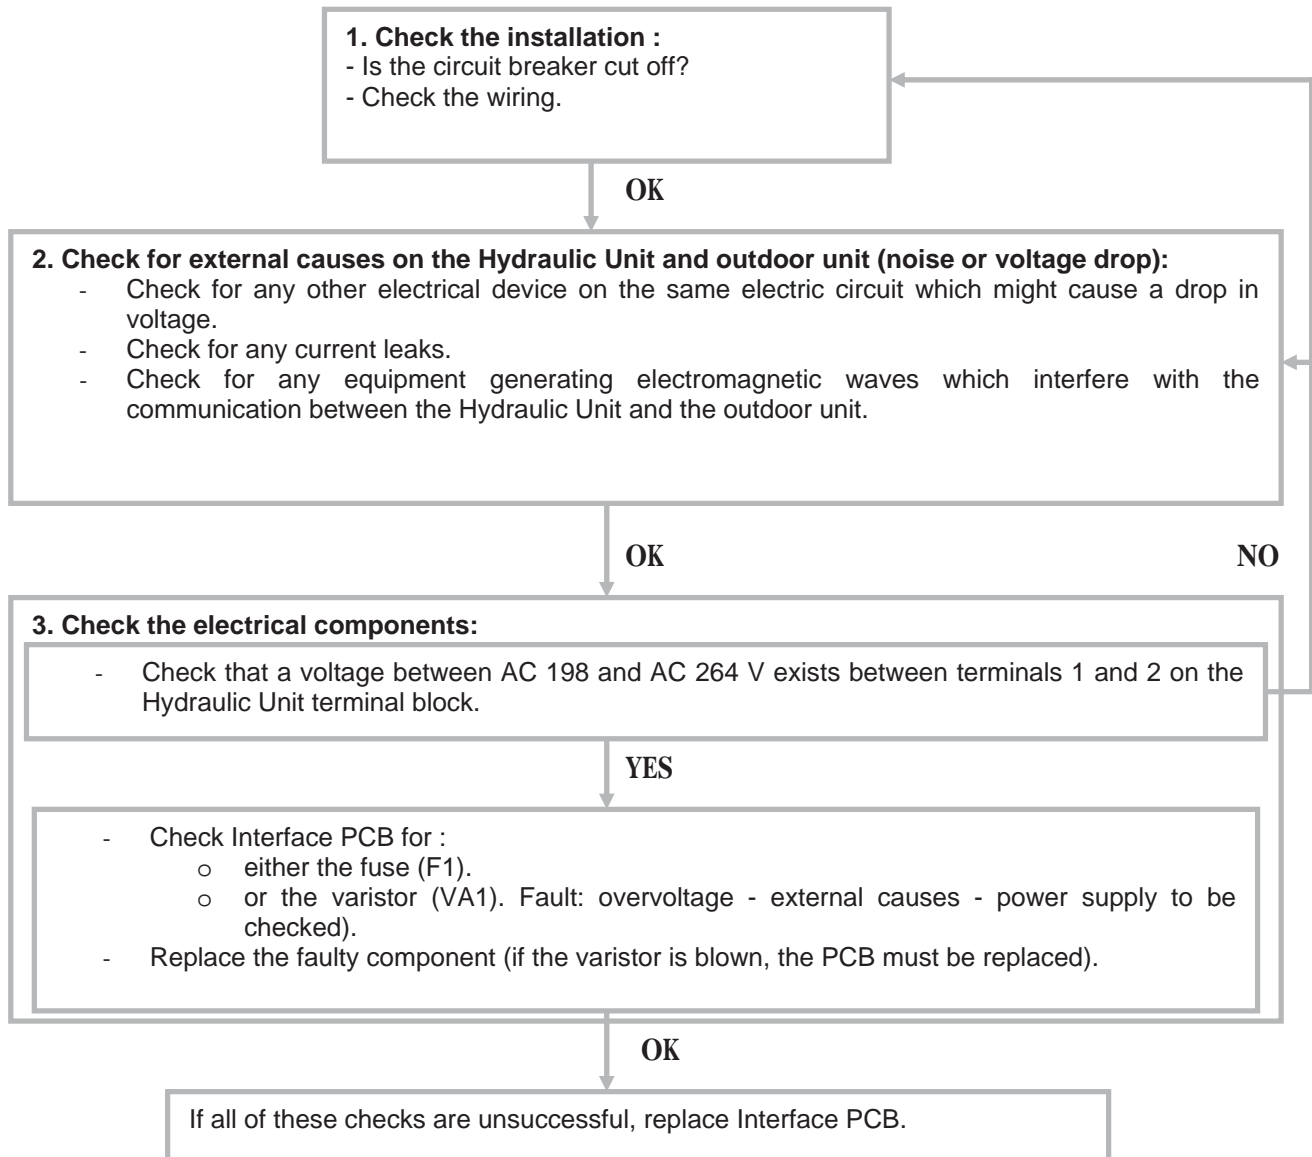 1. Check the installation :
- Is the circuit breaker cut off?
- Check the wiring.
OK
2. Check for external causes on the Hydraulic Unit and outdoor unit (noise or voltage drop):
- Check for any other electrical device on the same electric circuit which might cause a drop in
voltage.
- Check for any current leaks.
- Check for any equipment generating electromagnetic waves which interfere with the
communication between the Hydraulic Unit and the outdoor unit.
OK
NO
3. Check the electrical components:
- Check that a voltage between AC 198 and AC 264 V exists between terminals 1 and 2 on the
Hydraulic Unit terminal block.
YES
- Check Interface PCB for :
o either the fuse (F1).
o or the varistor (VA1). Fault: overvoltage - external causes - power supply to be
checked).
- Replace the faulty component (if the varistor is blown, the PCB must be replaced).
OK
If all of these checks are unsuccessful, replace Interface PCB.